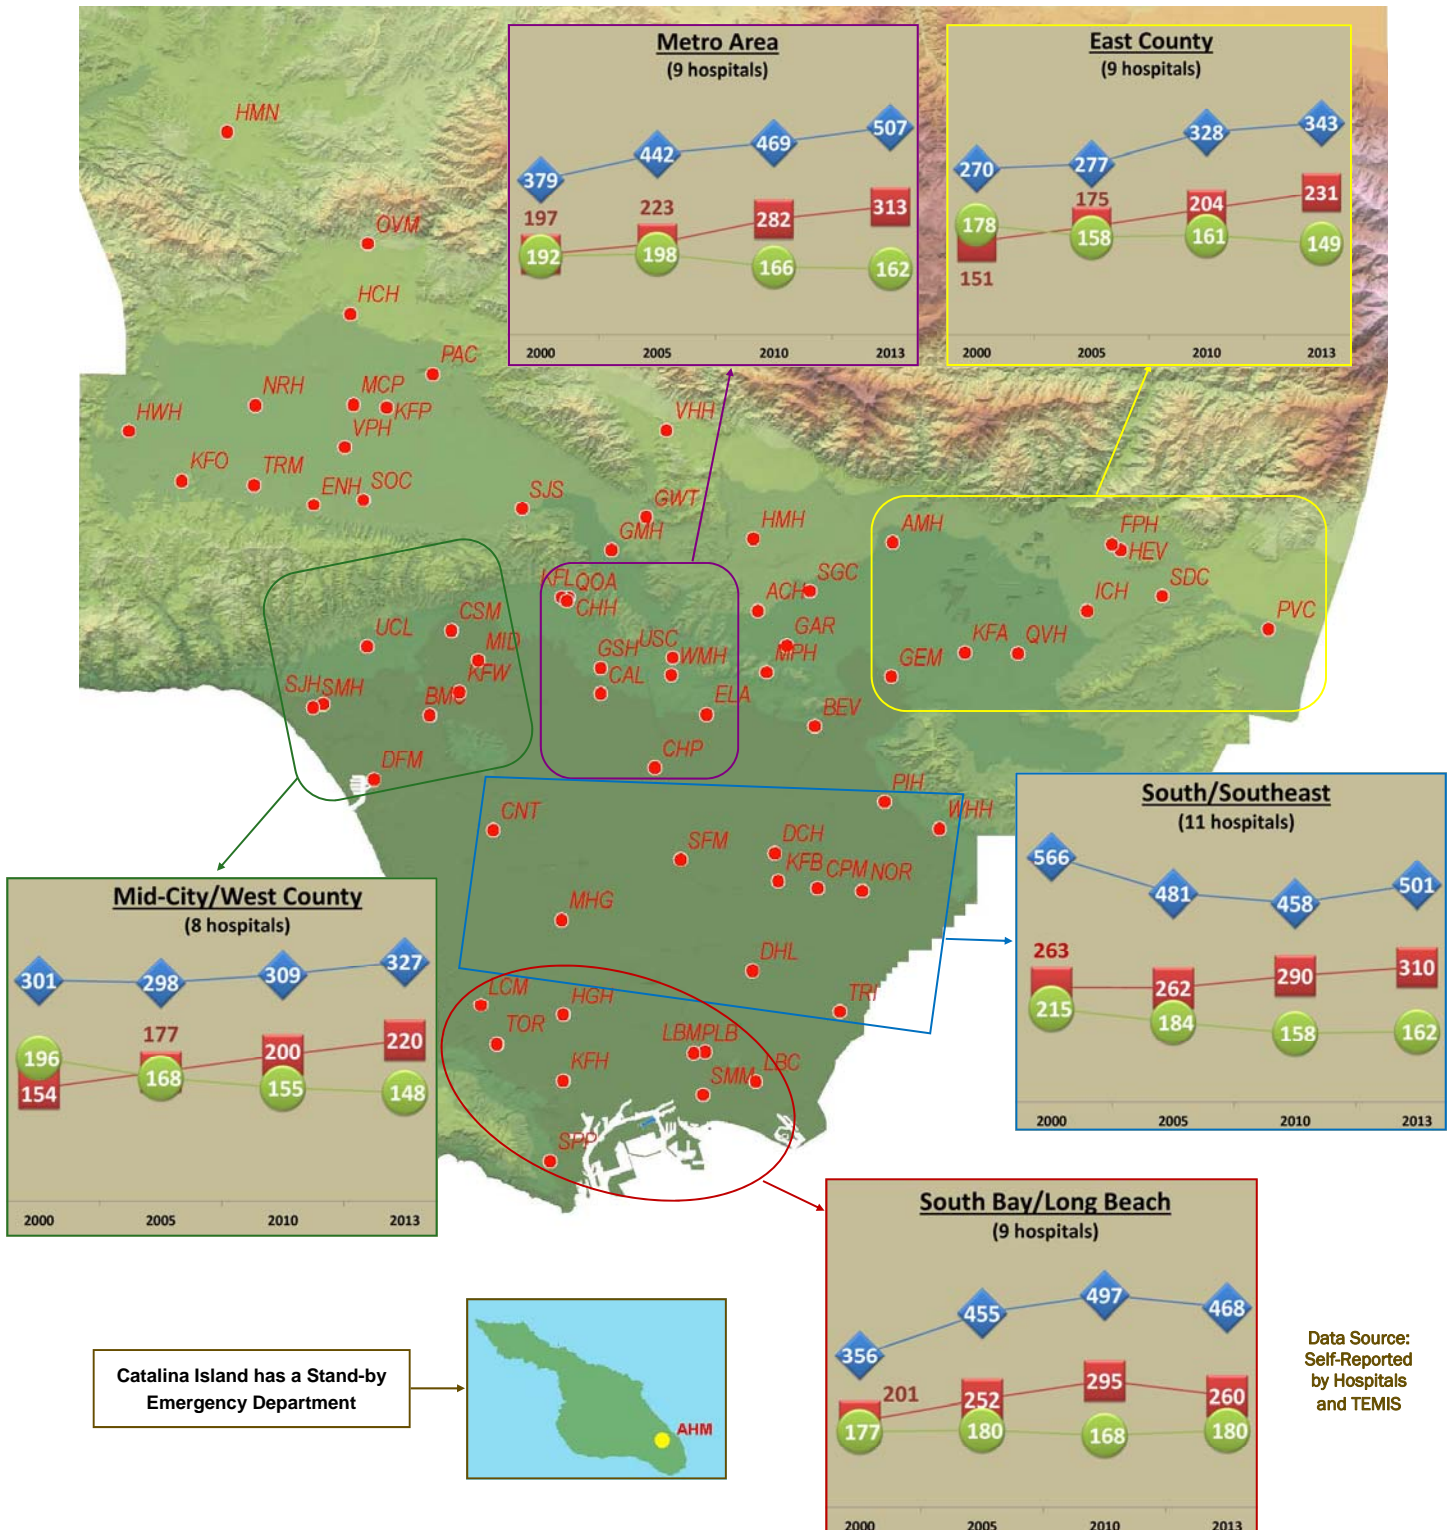 Metro Area
(9 hospitals)
379
442
469
507
197
223
282
313
192
198
166
162
2000
2005
2010
2013
East County
(9 hospitals)
270
277
328
343
178
175
204
231
151
158
161
149
2000
2005
2010
2013
HMN
OVM
HCH
PAC
NRH
MCP
KFP
HWH
VPH
VHH
KFO
TRM
ENH
SOC
SJS
GWT
GMH
HMH
AMH
FPH
HEV
KFL
QOA
CHH
SGC
ACH
ICH
SDC
PVC
CSM
UCL
MID
GSH
USC
WMH
GAR
MPH
KFA
QVH
GEM
KFW
SJH
SMH
BMC
CAL
ELA
BEV
DFM
CHP
PIH
WHH
CNT
SFM
DCH
KFB
CPM
NOR
MHG
DHL
TRI
LCM
HGH
TOR
LBM
PLB
KFH
SMM
LBC
SPP
South/Southeast
(11 hospitals)
566
481
458
501
263
262
290
310
215
184
158
162
2000
2005
2010
2013
Mid-City/West County
(8 hospitals)
301
298
309
327
196
177
200
220
154
168
155
148
2000
2005
2010
2013
South Bay/Long Beach
(9 hospitals)
356
455
497
468
201
252
295
260
177
180
168
180
2000
2005
2010
2013
Catalina Island has a Stand-by
Emergency Department
AHM
Data Source:
Self-Reported
by Hospitals
and TEMIS